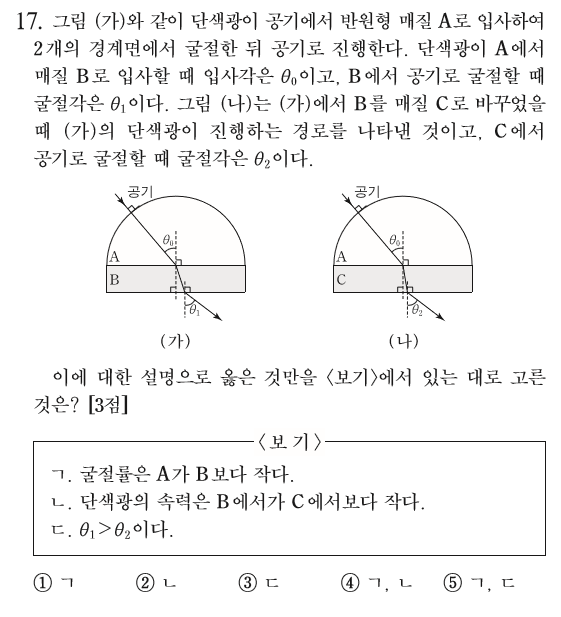 17. 그림 (가)와 같이 단색광이 공기에서 반원형 매질 A로 입사하여
2개의 경계면에서 굴절한 뒤 공기로 진행한다. 단색광이 A에서
매질 B로 입사할 때 입사각은 θ₀이고, B에서 공기로 굴절할 때
굴절각은 θ₁이다. 그림 (나)는 (가)에서 B를 매질 C로 바꾸었을
때 (가)의 단색광이 진행하는 경로를 나타낸 것이고, C에서
공기로 굴절할 때 굴절각은 θ₂이다.
공기
θ₀
A
B
θ₁
(가)
공기
θ₀
A
C
θ₂
(나)
이에 대한 설명으로 옳은 것만을 <보기>에서 있는 대로 고른
것은? [3점]
<보 기>
ㄱ. 굴절률은 A가 B보다 작다.
ㄴ. 단색광의 속력은 B에서가 C에서보다 작다.
ㄷ. θ₁>θ₂이다.
① ㄱ ② ㄴ ③ ㄷ ④ ㄱ, ㄴ ⑤ ㄱ, ㄷ